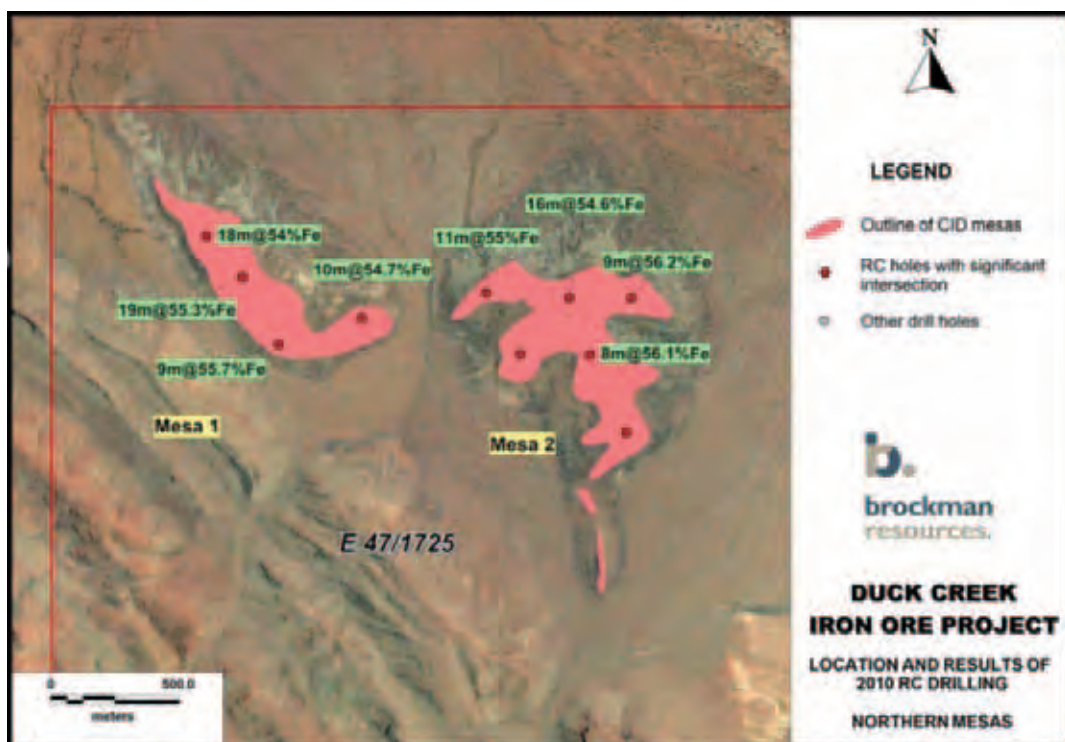 N
LEGEND
Outline of CID mesas
RC holes with significant
intersection
Other drill holes
16m@54.6%Fe
11m@55%Fe
9m@56.2%Fe
18m@54%Fe
10m@54.7%Fe
19m@55.3%Fe
9m@55.7%Fe
8m@56.1%Fe
Mesa 1
Mesa 2
E 47/1725
0 500.0
meters
b.
brockman
resources.
DUCK CREEK
IRON ORE PROJECT
LOCATION AND RESULTS OF
2010 RC DRILLING
NORTHERN MESAS